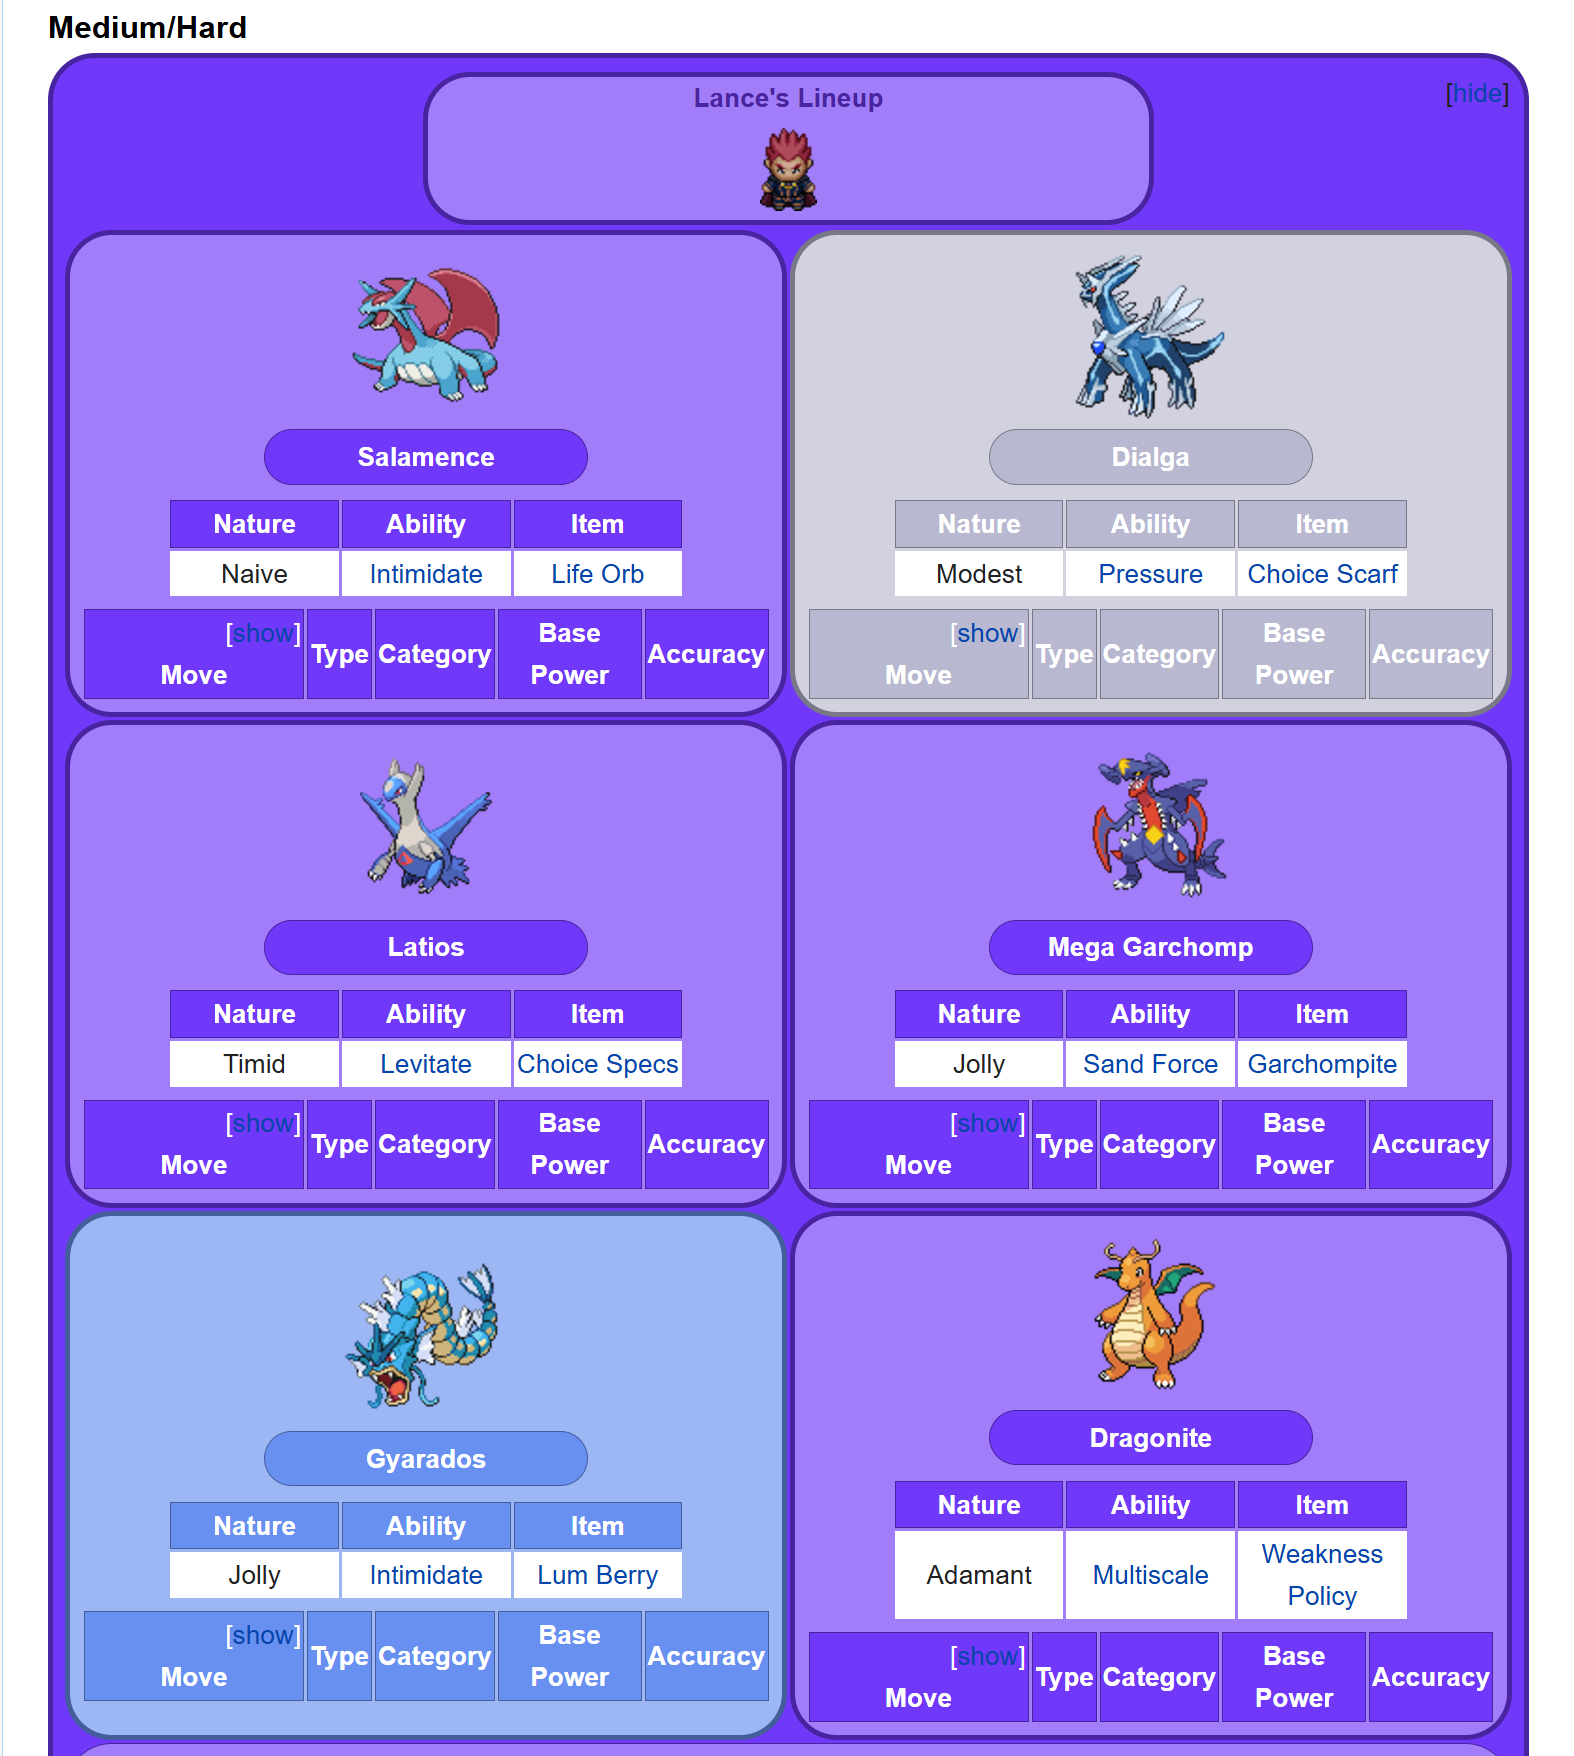 Medium/Hard
Lance's Lineup
[hide]
Salamence
Nature Ability Item
Naive Intimidate Life Orb
[show]
Move Type Category Base Power Accuracy
Dialga
Nature Ability Item
Modest Pressure Choice Scarf
[show]
Move Type Category Base Power Accuracy
Latios
Nature Ability Item
Timid Levitate Choice Specs
[show]
Move Type Category Base Power Accuracy
Mega Garchomp
Nature Ability Item
Jolly Sand Force Garchompite
[show]
Move Type Category Base Power Accuracy
Gyarados
Nature Ability Item
Jolly Intimidate Lum Berry
[show]
Move Type Category Base Power Accuracy
Dragonite
Nature Ability Item
Adamant Multiscale Weakness Policy
[show]
Move Type Category Base Power Accuracy